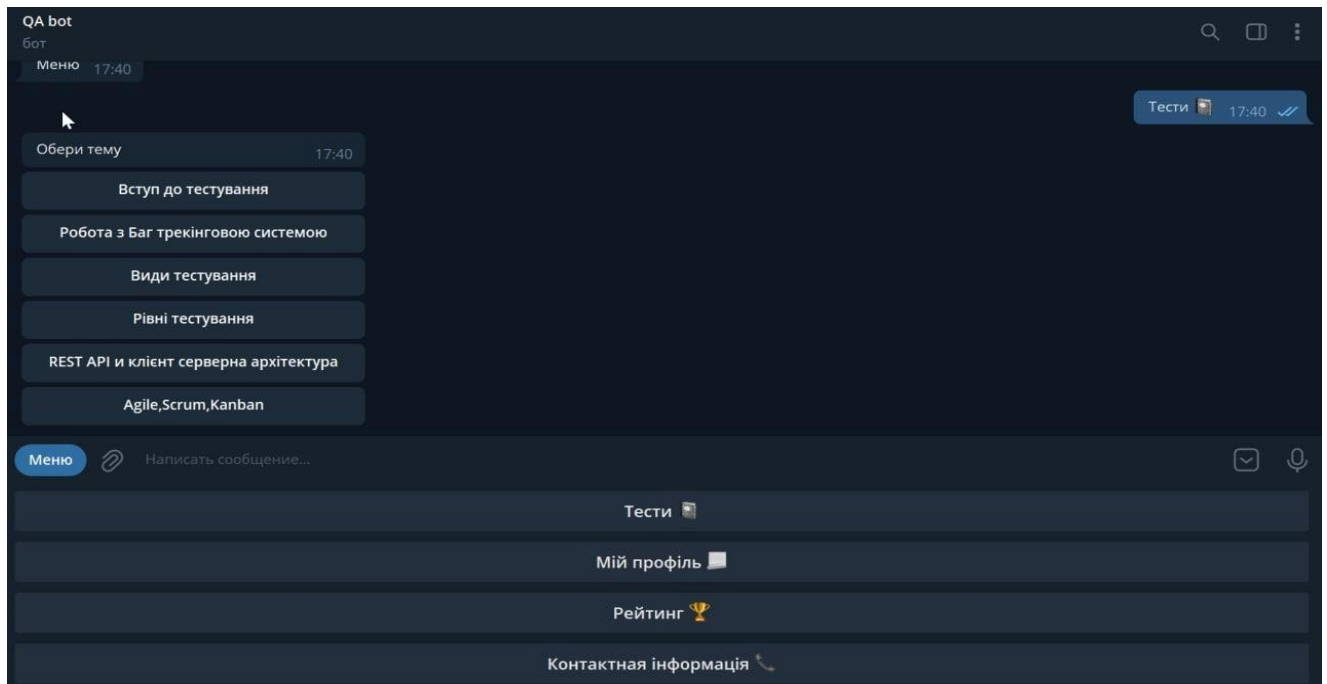 QA bot
бот
Меню 17:40
Тести 📓 17:40
Обери тему 17:40
Вступ до тестування
Робота з Баг трекінговою системою
Види тестування
Рівні тестування
REST API и клієнт серверна архітектура
Agile,Scrum,Kanban
Меню Написать сообщение...
Тести 📓
Мій профіль 📃
Рейтинг 🏆
Контактная інформація 📞